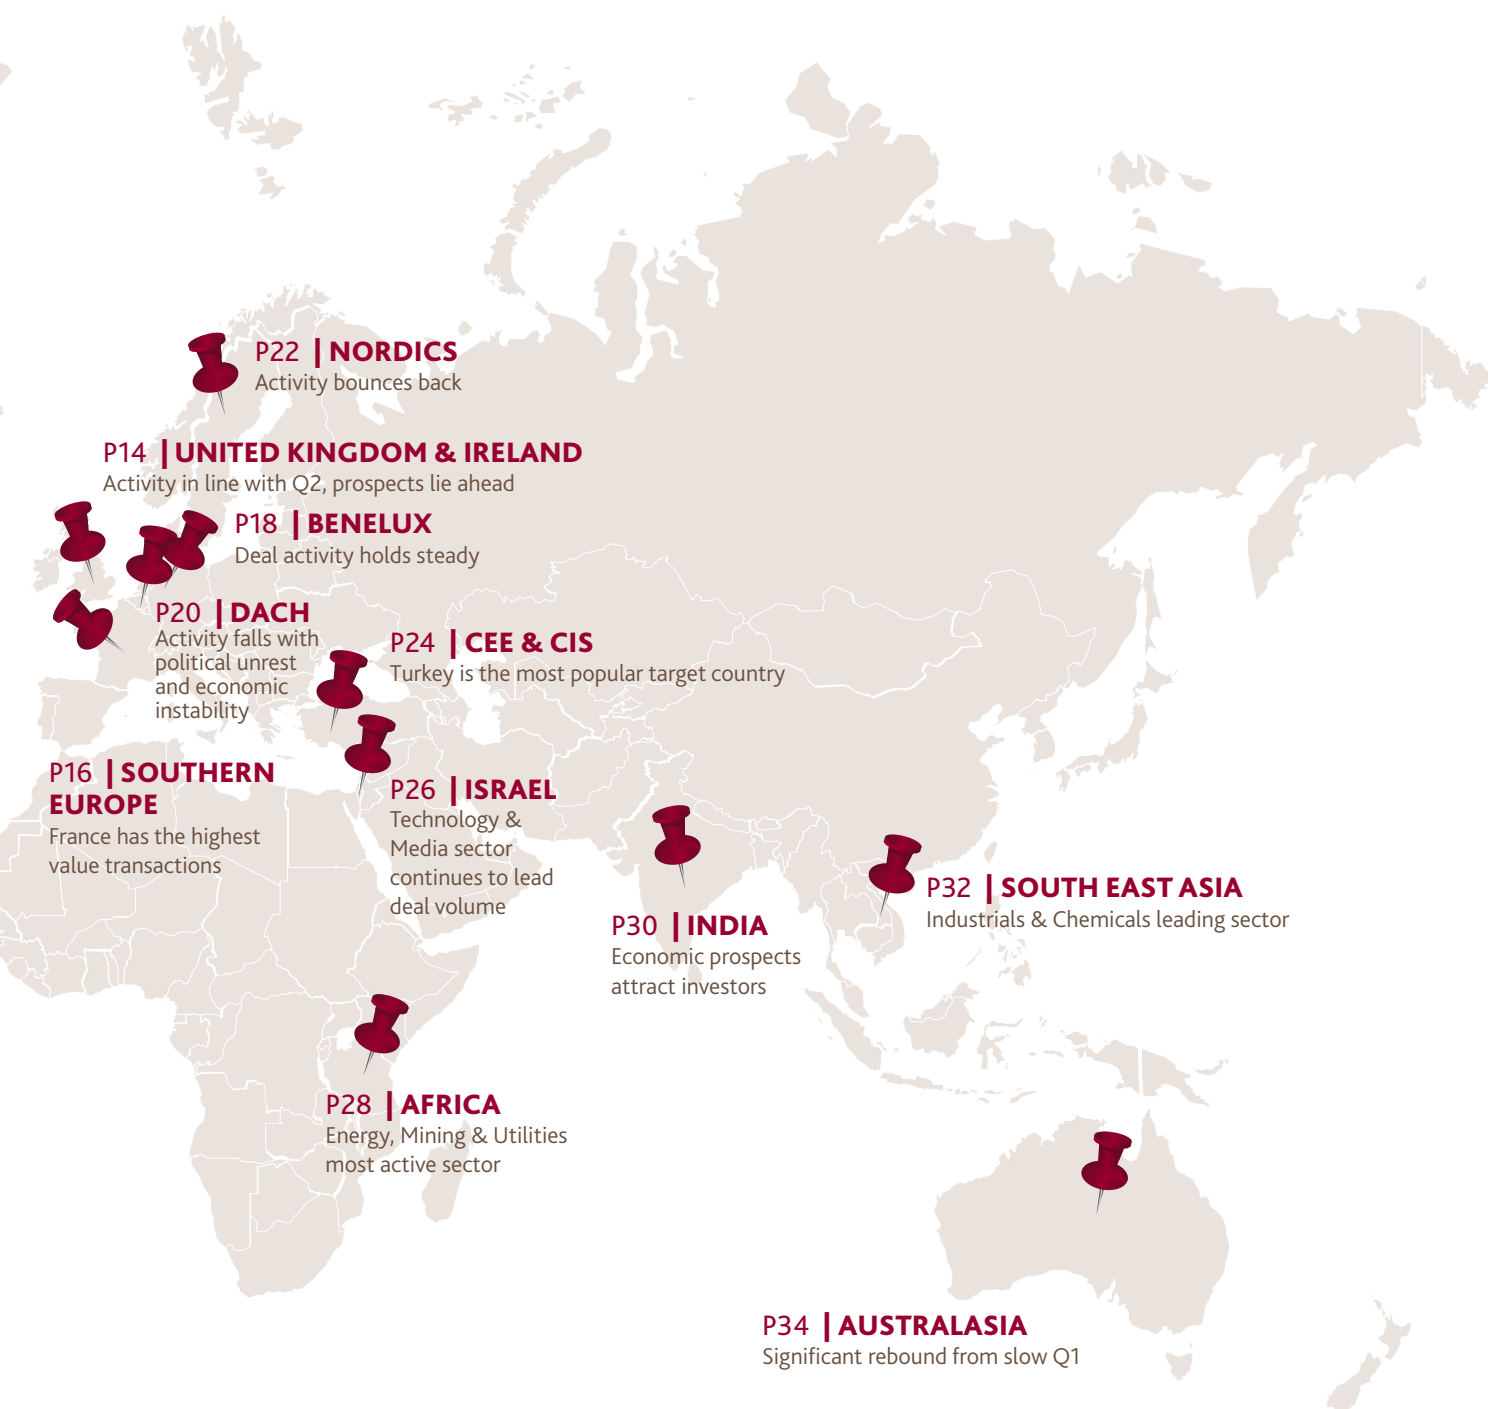 P22 | NORDICS
Activity bounces back
P14 | UNITED KINGDOM & IRELAND
Activity in line with Q2, prospects lie ahead
P18 | BENELUX
Deal activity holds steady
P20 | DACH
Activity falls with
political unrest
and economic
instability
P24 | CEE & CIS
Turkey is the most popular target country
P16 | SOUTHERN
EUROPE
France has the highest
value transactions
P26 | ISRAEL
Technology &
Media sector
continues to lead
deal volume
P30 | INDIA
Economic prospects
attract investors
P32 | SOUTH EAST ASIA
Industrials & Chemicals leading sector
P28 | AFRICA
Energy, Mining & Utilities
most active sector
P34 | AUSTRALASIA
Significant rebound from slow Q1